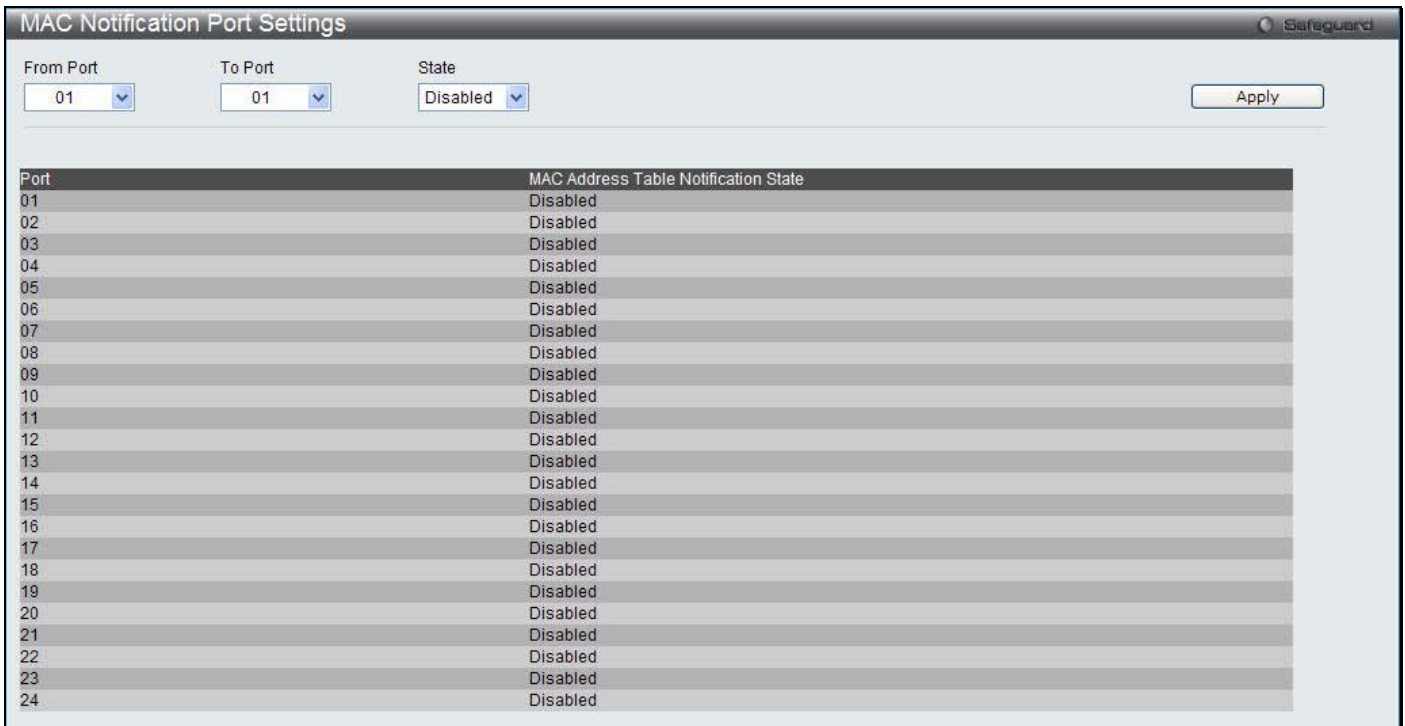 MAC Notification Port Settings
Safeguard
From Port To Port State
01 01 Disabled
Apply
Port MAC Address Table Notification State
01 Disabled
02 Disabled
03 Disabled
04 Disabled
05 Disabled
06 Disabled
07 Disabled
08 Disabled
09 Disabled
10 Disabled
11 Disabled
12 Disabled
13 Disabled
14 Disabled
15 Disabled
16 Disabled
17 Disabled
18 Disabled
19 Disabled
20 Disabled
21 Disabled
22 Disabled
23 Disabled
24 Disabled